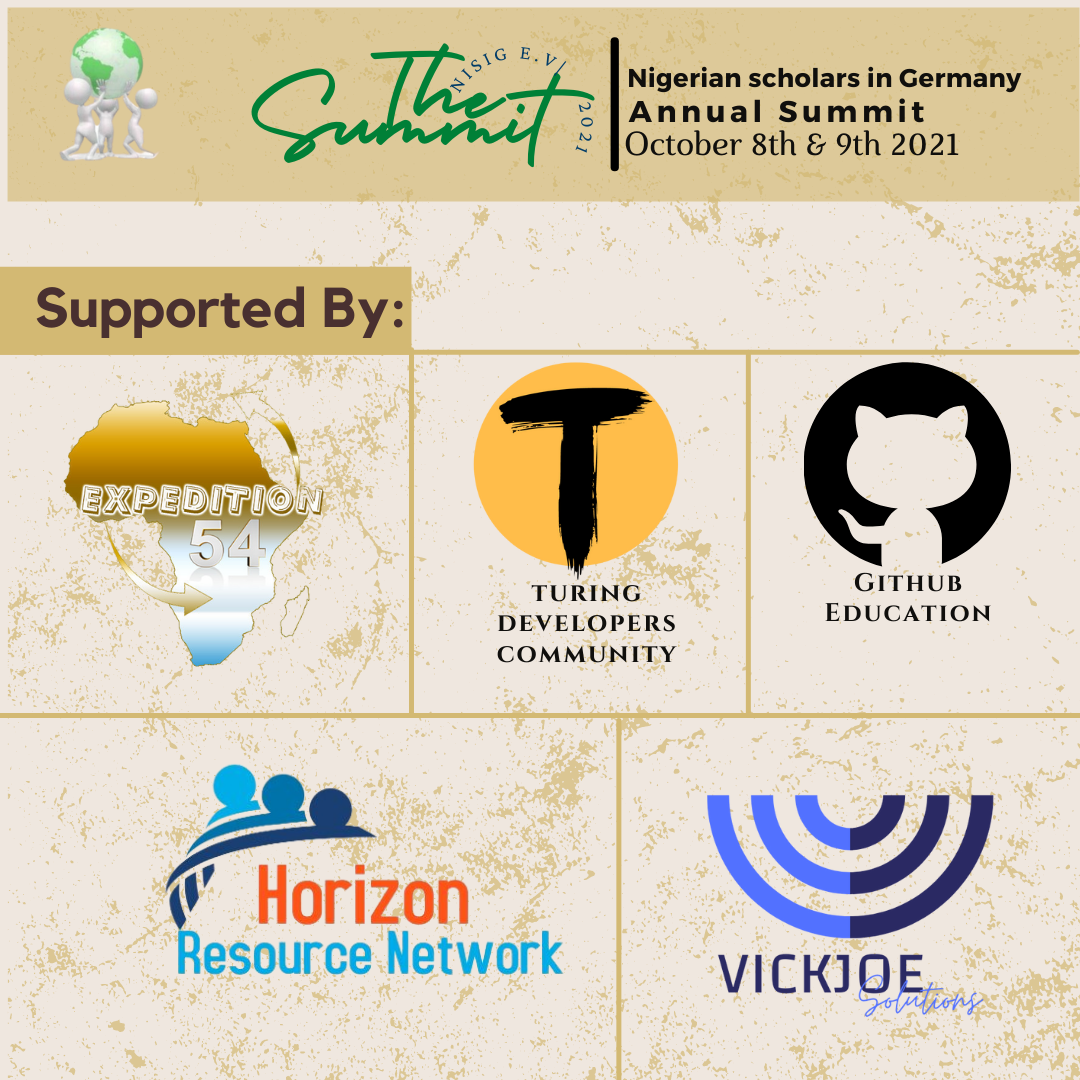 The
Summit
NISIG E.V/
2021
Nigerian scholars in Germany
Annual Summit
October 8th & 9th 2021
Supported By:
EXPEDITION
54
T
TURING
DEVELOPERS
COMMUNITY
GITHUB
EDUCATION
Horizon
Resource Network
VICKJOE
Solutions